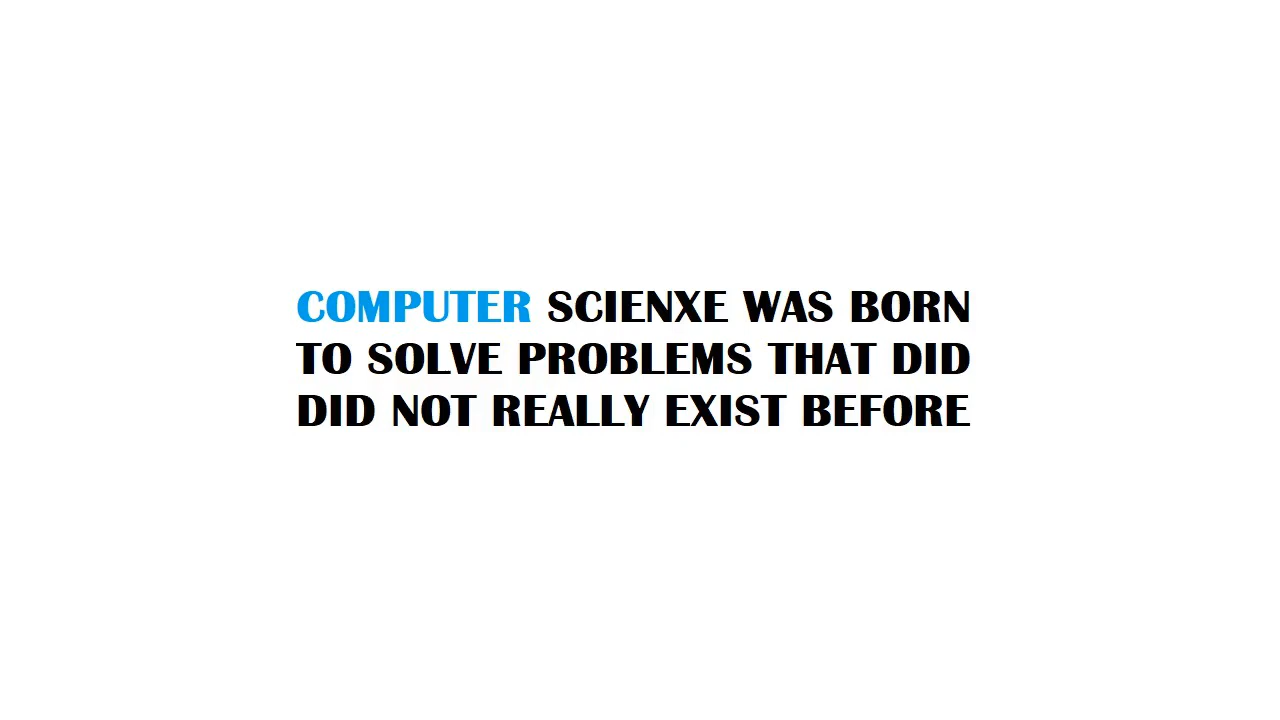 COMPUTER SCIENXE WAS BORN
TO SOLVE PROBLEMS THAT DID
DID NOT REALLY EXIST BEFORE